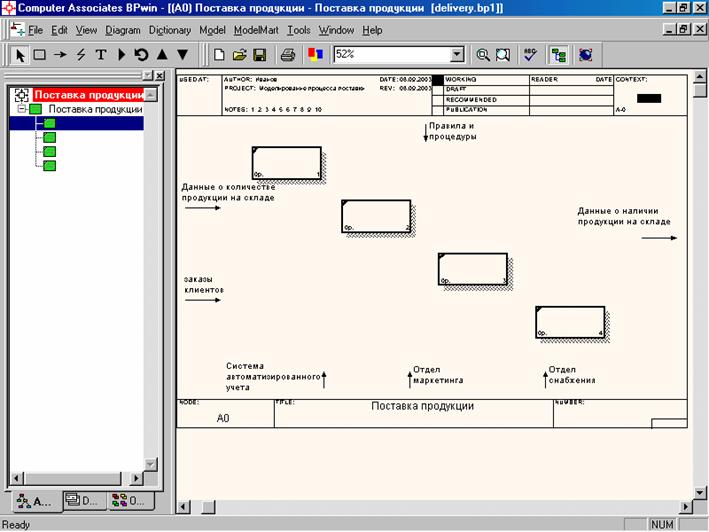 Computer Associates BPwin - [(A0) Поставка продукции - Поставка продукции  [delivery.bp1]]
File Edit View Diagram Dictionary Model ModelMart Tools Window Help
52%
Поставка продукции
Поставка продукции
A...
D...
O...
USED AT:
AUTHOR: Иванов
DATE: 08.09.2003
WORKING
READER
DATE
CONTEXT:
PROJECT: Моделирование процесса поставки
REV: 08.09.2003
DRAFT
RECOMMENDED
NOTES: 1 2 3 4 5 6 7 8 9 10
PUBLICATION
A-0
Правила и
процедуры
0р. 1
Данные о количестве
продукции на складе
0р. 2
Данные о наличии
продукции на складе
0р. 3
заказы
клиентов
0р. 4
Система
автоматизированного
учета
Отдел
маркетинга
Отдел
снабжения
NODE:
TITLE:
NUMBER:
Поставка продукции
A0
Ready
NUM